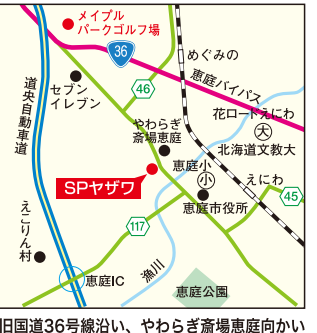 メイプル
パークゴルフ場
36
めぐみの
恵庭バイパス
セブン
イレブン
46
花ロードえにわ
大
道央自動車道
やわらぎ
斎場恵庭
北海道文教大
恵庭小
小
SPヤザワ
えにわ
45
恵庭市役所
えこりん村
117
漁川
恵庭IC
恵庭公園
旧国道36号線沿い、やわらぎ斎場恵庭向かい